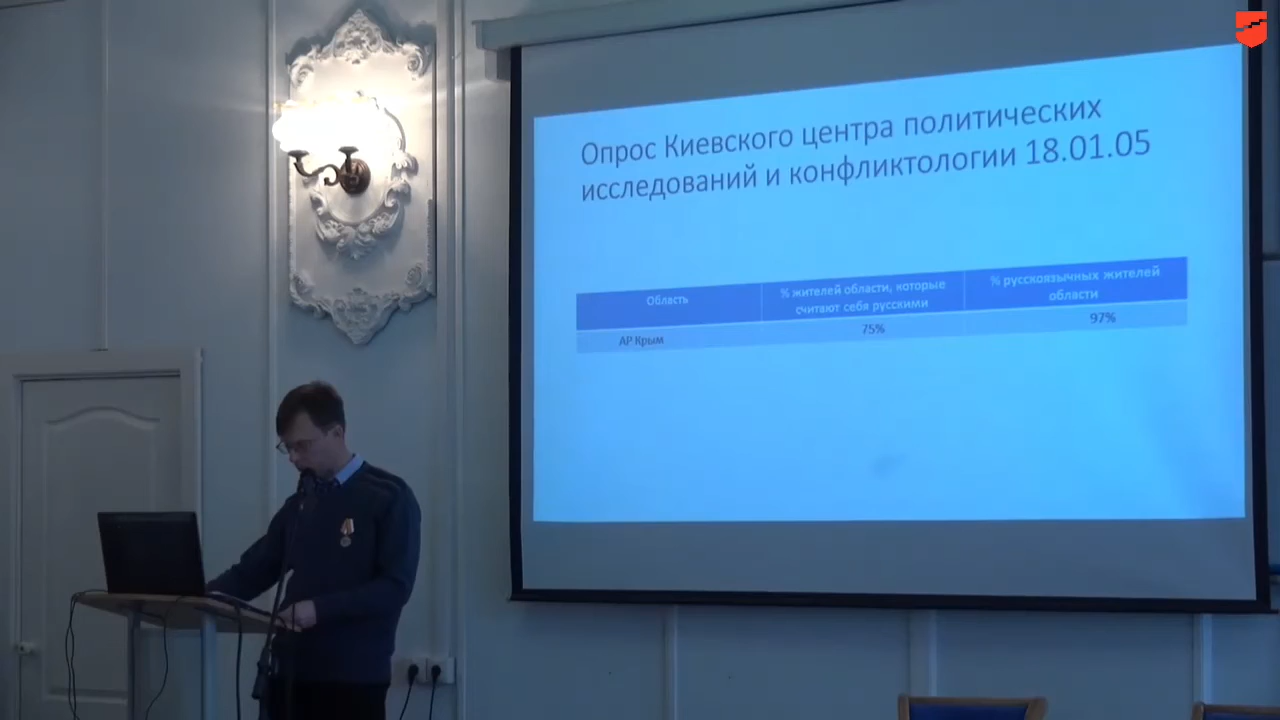 Опрос Киевского центра политических
исследований и конфликтологии 18.01.05
Область
% жителей области, которые
считают себя русскими
% русскоязычных жителей
области
АР Крым
75%
97%